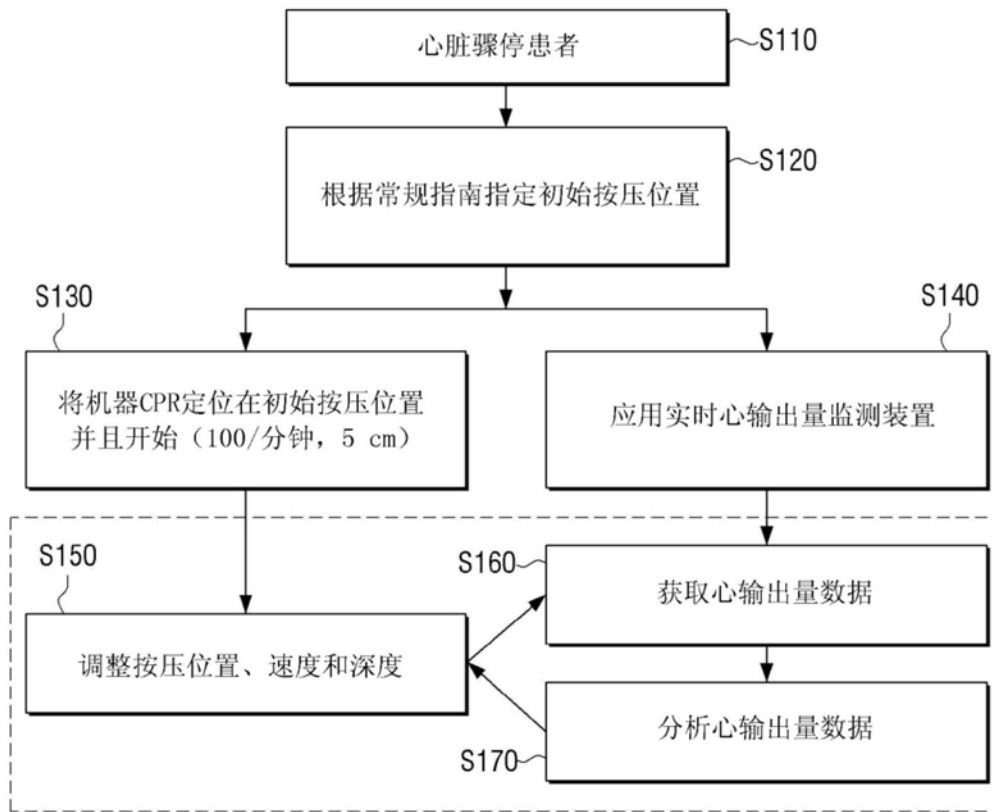 心脏骤停患者
S110
根据常规指南指定初始按压位置
S120
S130
S140
将机器CPR定位在初始按压位置
并且开始（100/分钟，5 cm）
应用实时心输出量监测装置
S150
S160
获取心输出量数据
调整按压位置、速度和深度
分析心输出量数据
S170